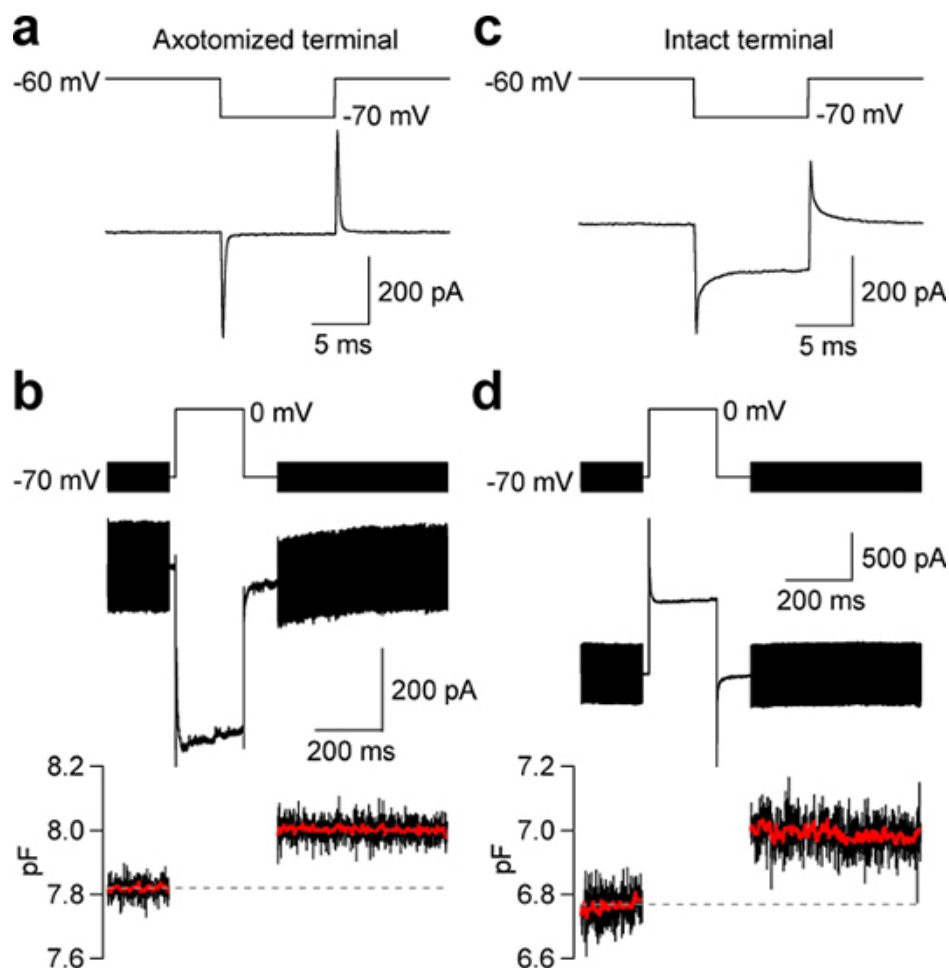 a
Axotomized terminal
-60 mV
-70 mV
200 pA
5 ms
b
0 mV
-70 mV
200 pA
200 ms
8.2
8.0
7.8
7.6
pF
c
Intact terminal
-60 mV
-70 mV
200 pA
5 ms
d
0 mV
-70 mV
500 pA
200 ms
7.2
7.0
6.8
6.6
pF